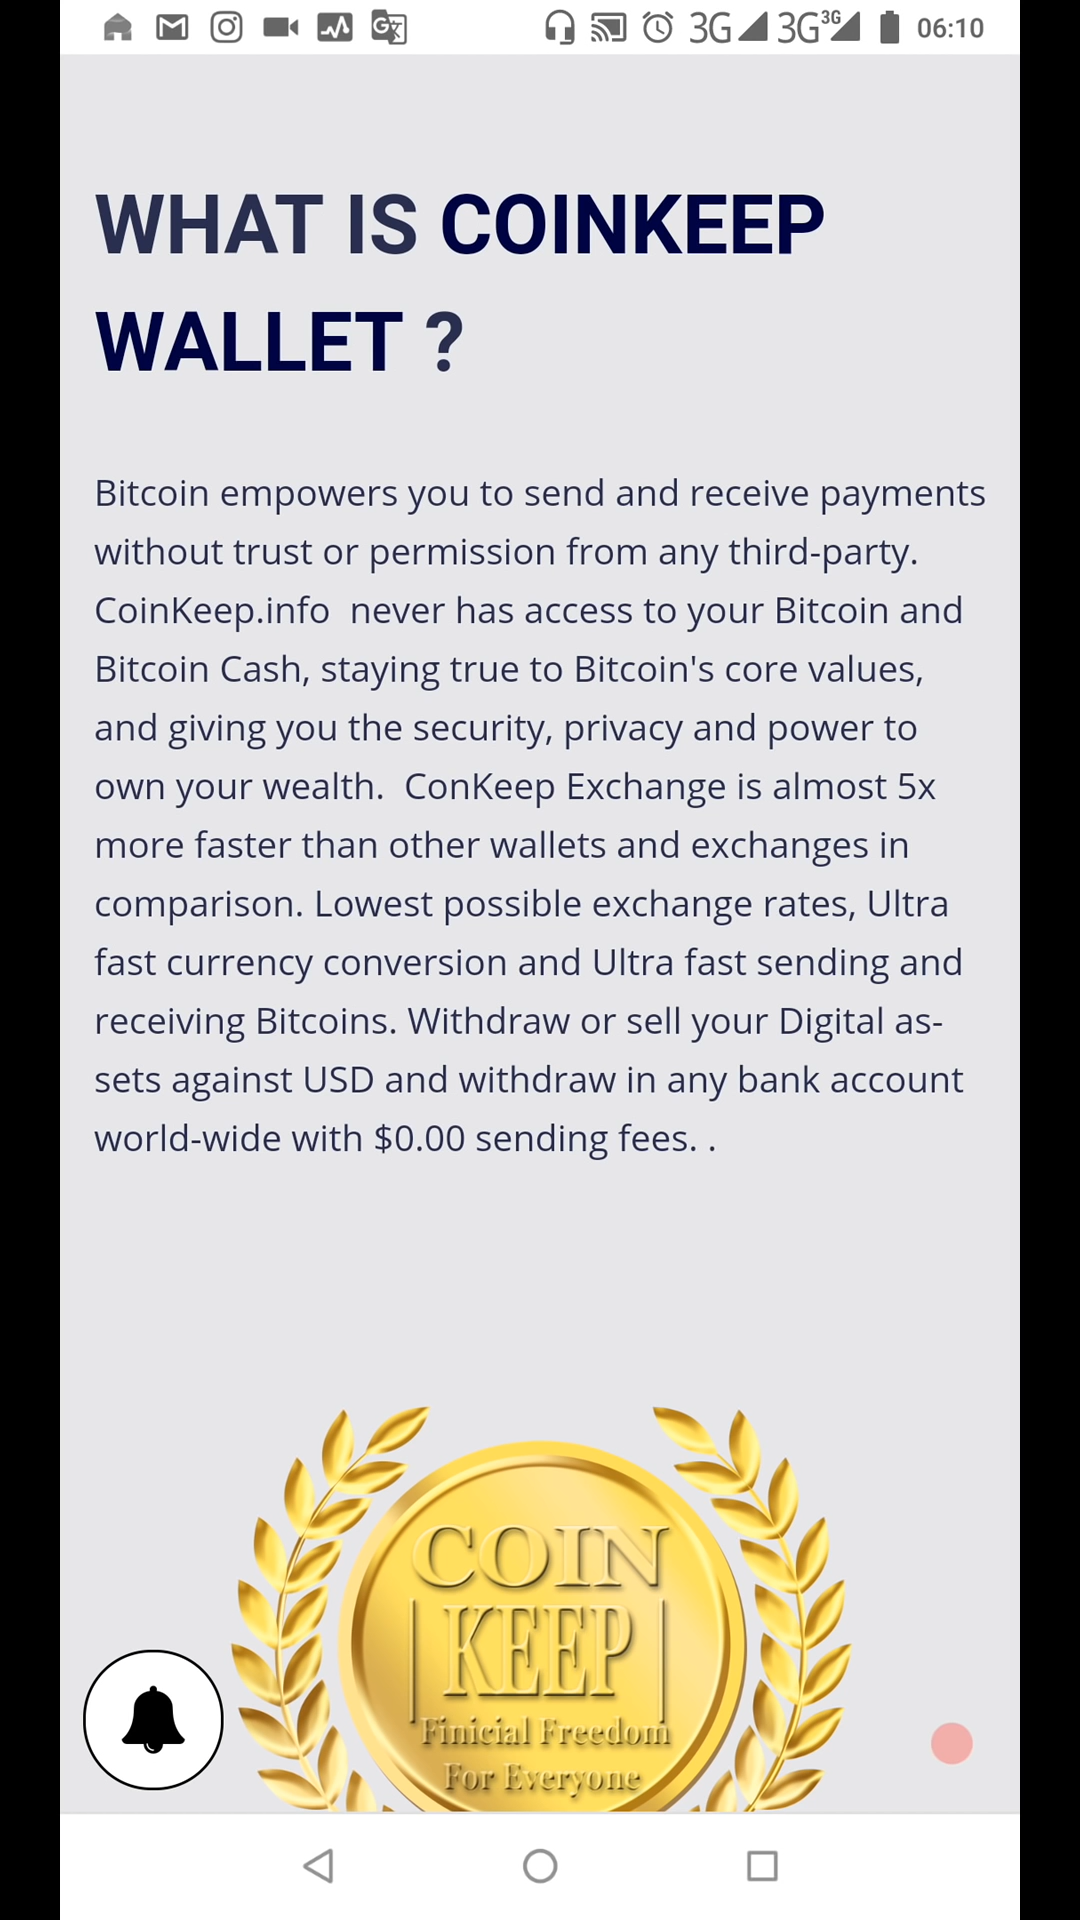 3G 3G 3G 06:10
WHAT IS COINKEEP
WALLET ?
Bitcoin empowers you to send and receive payments
without trust or permission from any third-party.
CoinKeep.info  never has access to your Bitcoin and
Bitcoin Cash, staying true to Bitcoin's core values,
and giving you the security, privacy and power to
own your wealth.  ConKeep Exchange is almost 5x
more faster than other wallets and exchanges in
comparison. Lowest possible exchange rates, Ultra
fast currency conversion and Ultra fast sending and
receiving Bitcoins. Withdraw or sell your Digital as-
sets against USD and withdraw in any bank account
world-wide with $0.00 sending fees. .
COIN
KEEP
Finicial Freedom
For Everyone